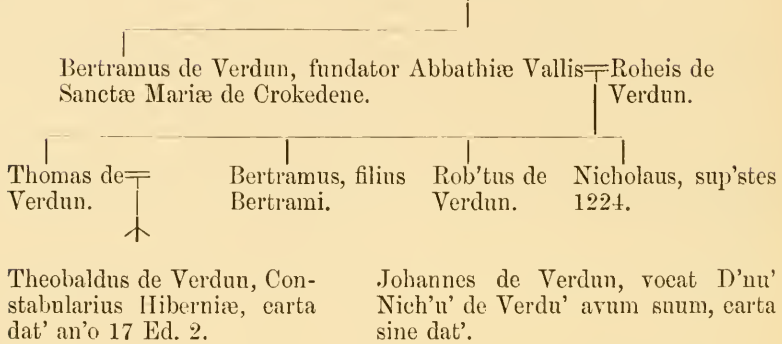 Bertramus de Verdun, fundator Abbathiæ Vallis=Roheis de
Sanctæ Mariæ de Crokedene. Verdun.
Thomas de= Bertramus, filius Rob'tus de Nicholaus, sup'stes
Verdun. Bertrami. Verdun. 1224.
Theobaldus de Verdun, Con-
stabularius Hiberniæ, carta
dat' an'o 17 Ed. 2.
Johannes de Verdun, vocat D'nu'
Nich'u' de Verdu' avum suum, carta
sine dat'.